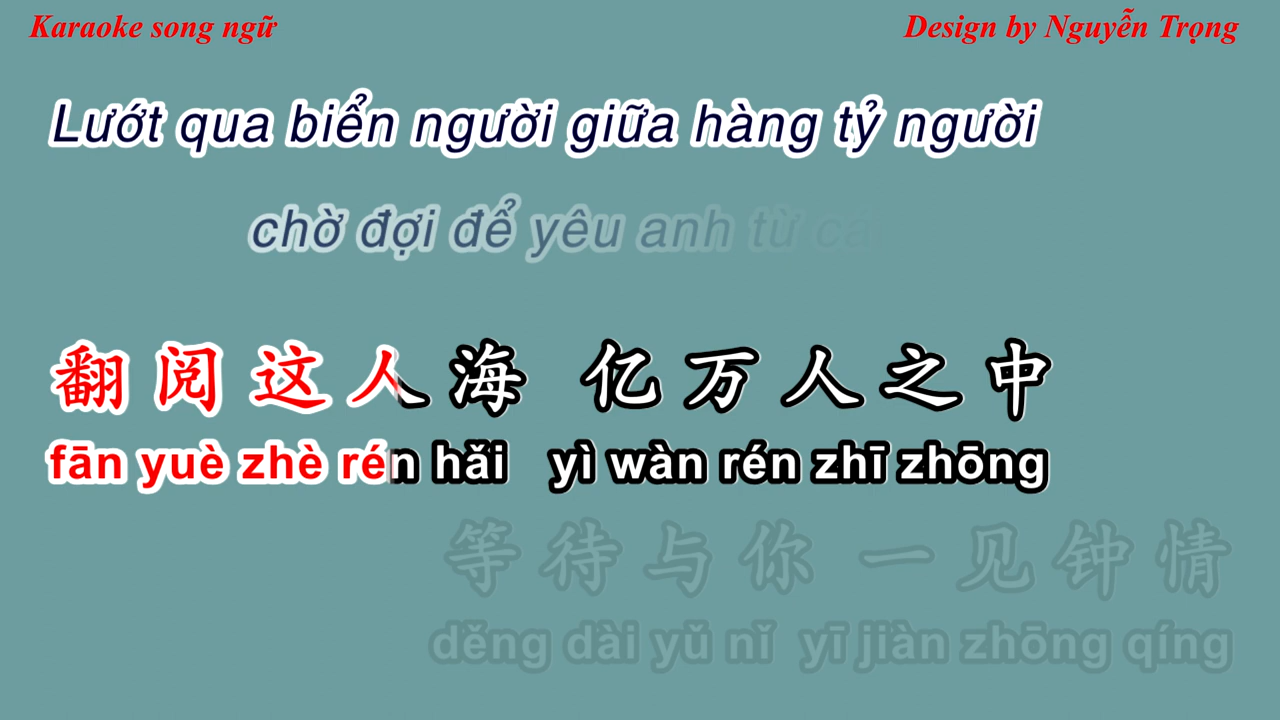 Karaoke song ngữ
Design by Nguyễn Trọng
Lướt qua biển người giữa hàng tỷ người
chờ đợi để yêu anh từ cá
翻阅这人海 亿万人之中
fān yuè zhè rén hǎi yì wàn rén zhī zhōng
等待与你 一见钟情
děng dài yǔ nǐ yī jiàn zhōng qíng